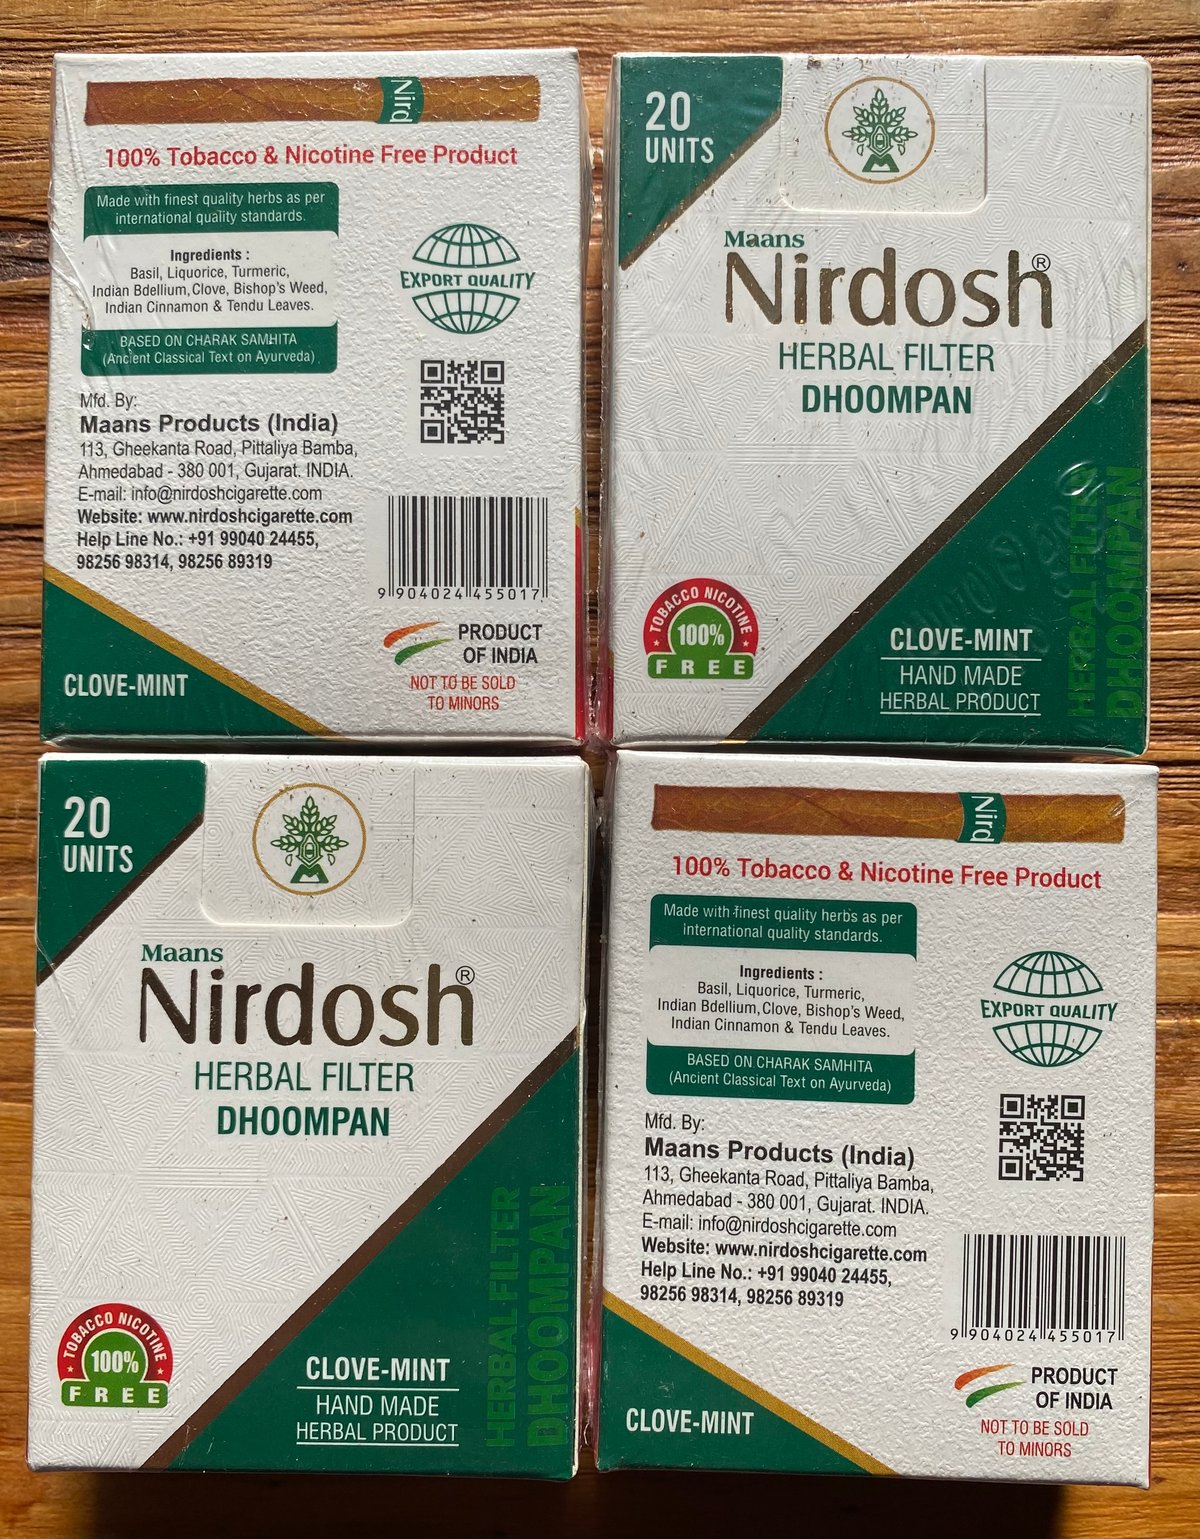 Nird
100% Tobacco & Nicotine Free Product
Made with finest quality herbs as per
international quality standards.
Ingredients :
Basil, Liquorice, Turmeric,
Indian Bdellium, Clove, Bishop's Weed,
Indian Cinnamon & Tendu Leaves.
BASED ON CHARAK SAMHITA
(Ancient Classical Text on Ayurveda)
EXPORT QUALITY
Mfd. By:
Maans Products (India)
113, Gheekanta Road, Pittaliya Bamba,
Ahmedabad - 380 001, Gujarat. INDIA.
E-mail: info@nirdoshcigarette.com
Website: www.nirdoshcigarette.com
Help Line No.: +91 99040 24455,
98256 98314, 98256 89319
9 904024 455017
PRODUCT
OF INDIA
NOT TO BE SOLD
TO MINORS
CLOVE-MINT
20
UNITS
Maans
Nirdosh®
HERBAL FILTER
DHOOMPAN
TOBACCO NICOTINE
100%
FREE
CLOVE-MINT
HAND MADE
HERBAL PRODUCT
HERBAL FILTER
DHOOMPAN
20
UNITS
Maans
Nirdosh®
HERBAL FILTER
DHOOMPAN
TOBACCO NICOTINE
100%
FREE
CLOVE-MINT
HAND MADE
HERBAL PRODUCT
HERBAL FILTER
DHOOMPAN
Nird
100% Tobacco & Nicotine Free Product
Made with finest quality herbs as per
international quality standards.
Ingredients :
Basil, Liquorice, Turmeric,
Indian Bdellium, Clove, Bishop's Weed,
Indian Cinnamon & Tendu Leaves.
BASED ON CHARAK SAMHITA
(Ancient Classical Text on Ayurveda)
EXPORT QUALITY
Mfd. By:
Maans Products (India)
113, Gheekanta Road, Pittaliya Bamba,
Ahmedabad - 380 001, Gujarat. INDIA.
E-mail: info@nirdoshcigarette.com
Website: www.nirdoshcigarette.com
Help Line No.: +91 99040 24455,
98256 98314, 98256 89319
9 904024 455017
PRODUCT
OF INDIA
NOT TO BE SOLD
TO MINORS
CLOVE-MINT